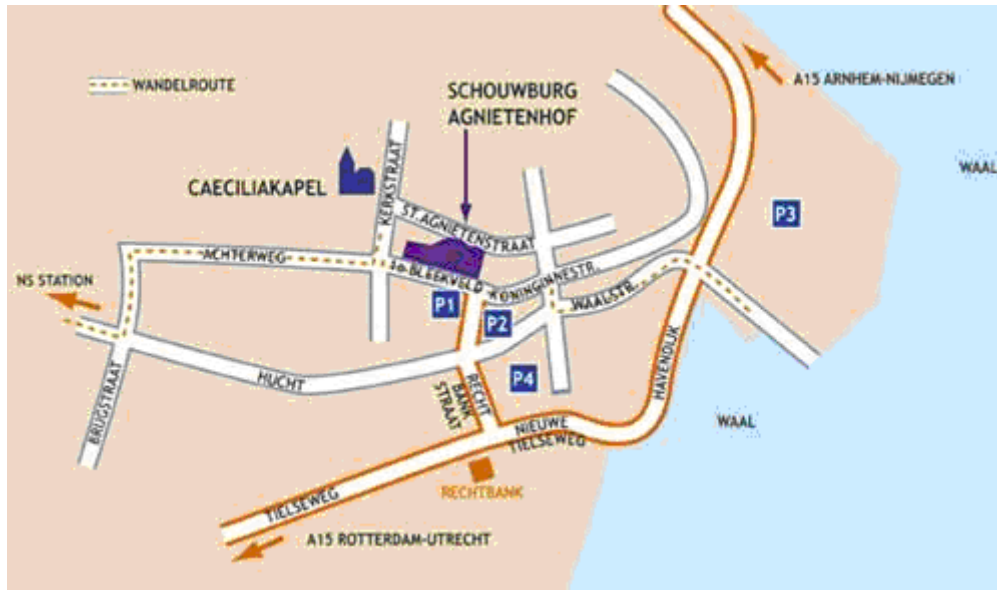 WANDELROUTE
SCHOUWBURG
AGNIETENHOF
A15 ARNHEM-NIJMEGEN
WAAL
CAECILIAKAPEL
KERKSTRAAT
ST.AGNIETENSTRAAT
P3
ACHTERWEG
1e BLEEKVELD
KONINGINNESTR.
NS STATION
WAALSTR.
P1
P2
HUCHT
P4
RECHT
BANK
STRAAT
HAVENDIJK
BRUGSTRAAT
NIEUWE
TIELSEWEG
WAAL
RECHTBANK
TIELSEWEG
A15 ROTTERDAM-UTRECHT